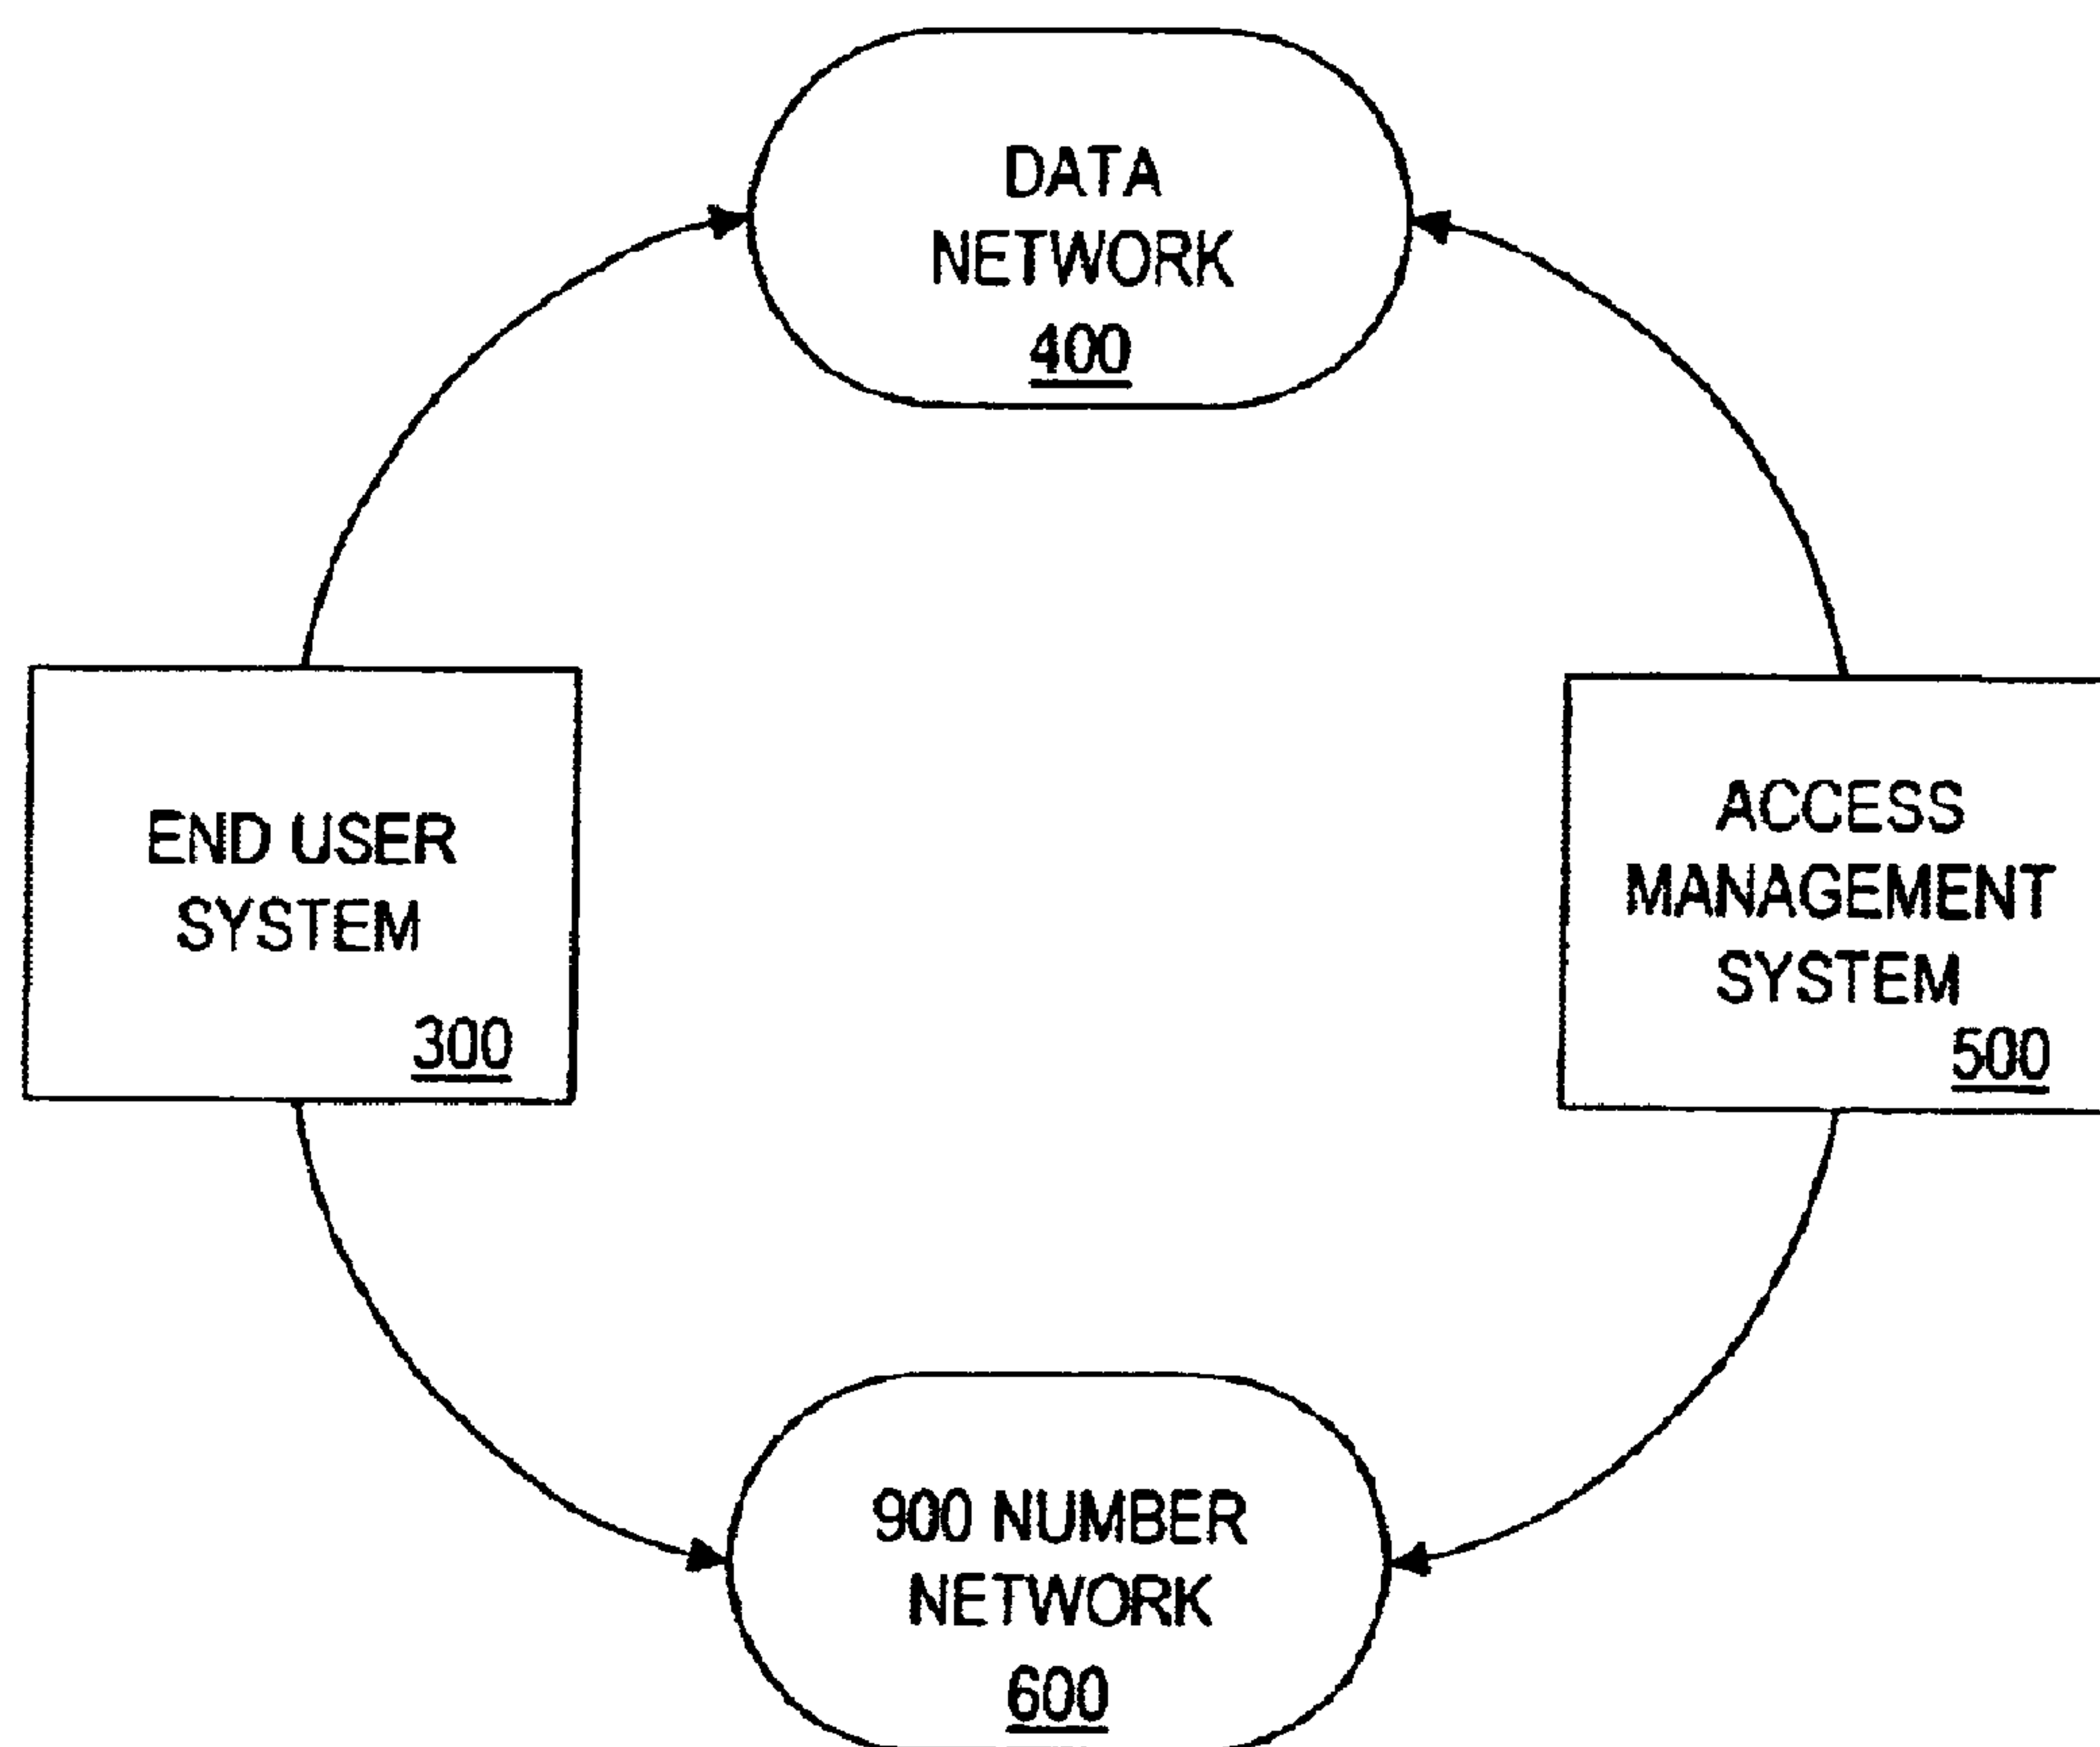 DATA
NETWORK
400
END USER
SYSTEM
300
ACCESS
MANAGEMENT
SYSTEM
500
900 NUMBER
NETWORK
600